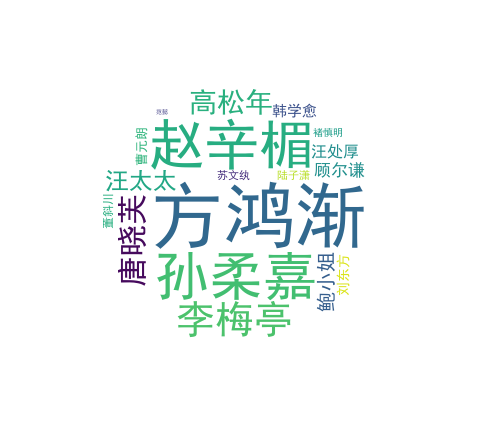 高松年
韩学愈
赵辛楣
褚慎明
曹元朗
汪处厚
顾尔谦
苏文纨
陆子潇
汪太太
方鸿渐
唐晓芙
董斜川
孙柔嘉
鲍小姐
刘东方
李梅亭